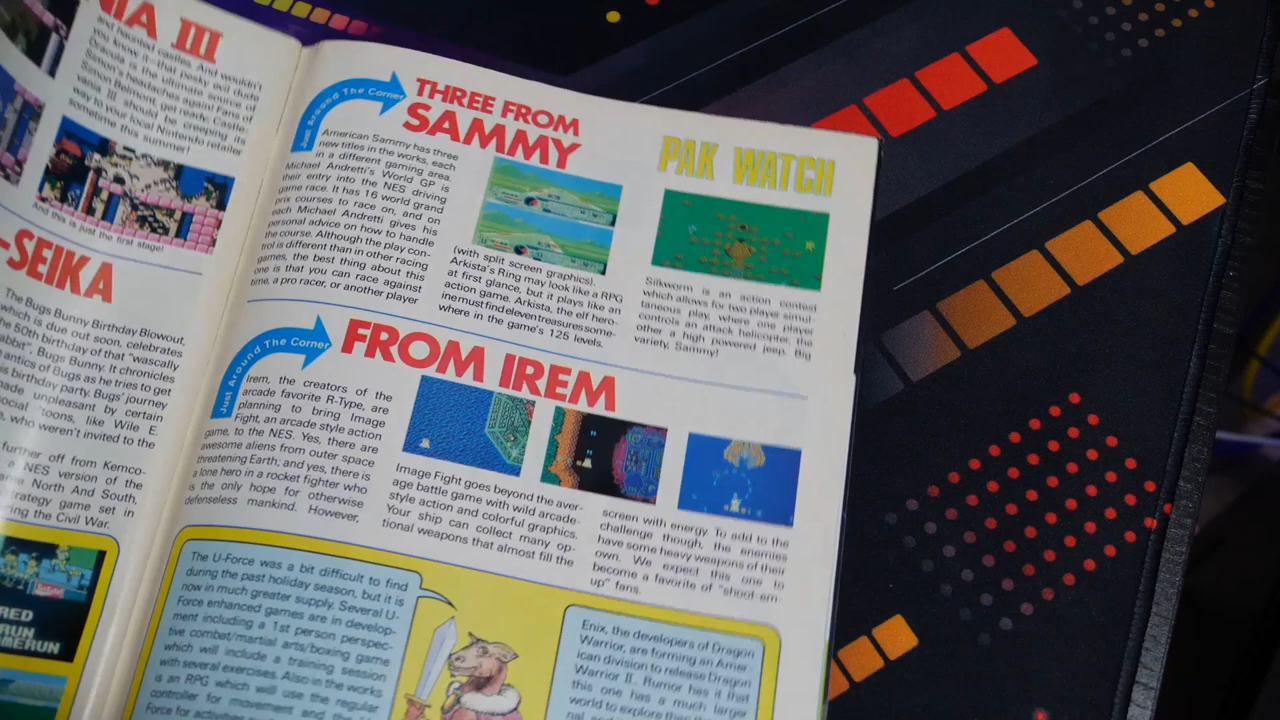 NIA III
and haunted castles. And wouldn't
you know it—that pesky evil dude
Dracula is the ultimate source of
Simon's headaches again! Fans of
Simon Belmont, get ready. Castle-
vania III should be creeping its
way to your local Nintendo retailer
sometime this summer!
And this is just the first stage!
-SEIKA
The Bugs Bunny Birthday Blowout,
which is due out soon, celebrates
the 50th birthday of that "wascally
abbit", Bugs Bunny. It chronicles
antics of Bugs as he tries to get
his birthday party. Bugs' journey
made unpleasant by certain
ocial 'toons, like Wile E.
, who weren't invited to the
further off from Kemco-
a NES version of the
ame North And South,
rategy game set in
ing the Civil War.
RED
RUN
MERUN
Just Around The Corner
THREE FROM
SAMMY
American Sammy has three
new titles in the works, each
in a different gaming area.
Michael Andretti's World GP is
their entry into the NES driving
game race. It has 16 world grand
prix courses to race on, and on
each Michael Andretti gives his
personal advice on how to handle
the course. Although the play con-
trol is different than in other racing
games, the best thing about this
one is that you can race against
time, a pro racer, or another player
(with split screen graphics).
Arkista's Ring may look like a RPG
at first glance, but it plays like an
action game. Arkista, the elf hero-
ine must find eleven treasures some-
where in the game's 125 levels.
PAK WATCH
Silkworm is an action contest
which allows for two player simul-
taneous play, where one player
controls an attack helicopter, the
other a high powered jeep. Big
variety, Sammy!
Just Around The Corner
FROM IREM
Irem, the creators of the
arcade favorite R-Type, are
planning to bring Image
Fight, an arcade style action
game, to the NES. Yes, there are
awesome aliens from outer space
threatening Earth, and yes, there is
a lone hero in a rocket fighter who
is the only hope for otherwise
defenseless mankind. However,
Image Fight goes beyond the aver-
age battle game with wild arcade-
style action and colorful graphics.
Your ship can collect many op-
tional weapons that almost fill the
screen with energy. To add to the
challenge though, the enemies
have some heavy weapons of their
own. We expect this one to
become a favorite of "shoot-em-
up" fans.
The U-Force was a bit difficult to find
during the past holiday season, but it is
now in much greater supply. Several U-
Force enhanced games are in develop-
ment including a 1st person perspec-
tive combat/martial arts/boxing game
which will include a training session
with several exercises. Also in the works
is an RPG which will use the regular
controller for movement and the
Force for activities
Enix, the developers of Dragon
Warrior, are forming an Amer-
ican division to release Dragon
Warrior II. Rumor has it that
this one has a much larger
world to explore than the